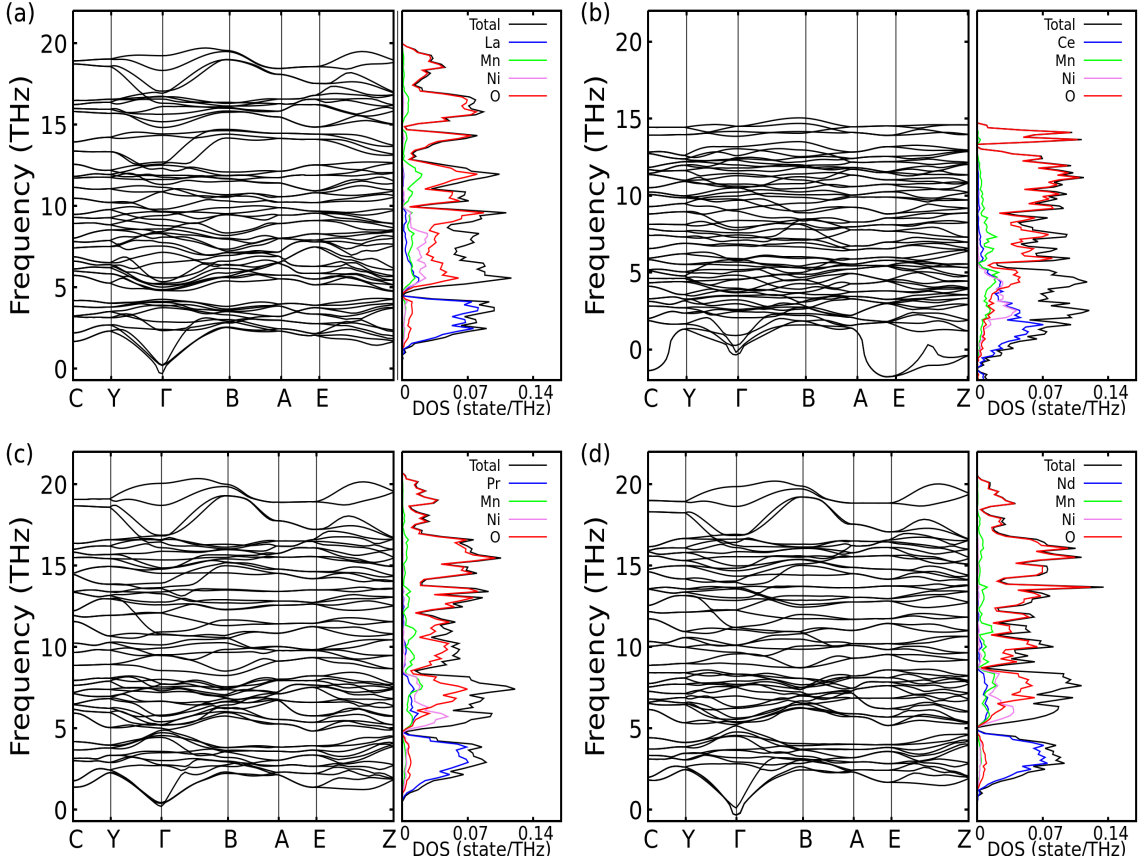 (a)
Frequency (THz)
20
15
10
5
0
C Y Γ B A E
Total
La
Mn
Ni
O
0 0.07 0.14
DOS (state/THz)
(b)
Frequency (THz)
20
15
10
5
0
C Y Γ B A E Z
Total
Ce
Mn
Ni
O
0 0.07 0.14
DOS (state/THz)
(c)
Frequency (THz)
20
15
10
5
0
C Y Γ B A E Z
Total
Pr
Mn
Ni
O
0 0.07 0.14
DOS (state/THz)
(d)
Frequency (THz)
20
15
10
5
0
C Y Γ B A E Z
Total
Nd
Mn
Ni
O
0 0.07 0.14
DOS (state/THz)